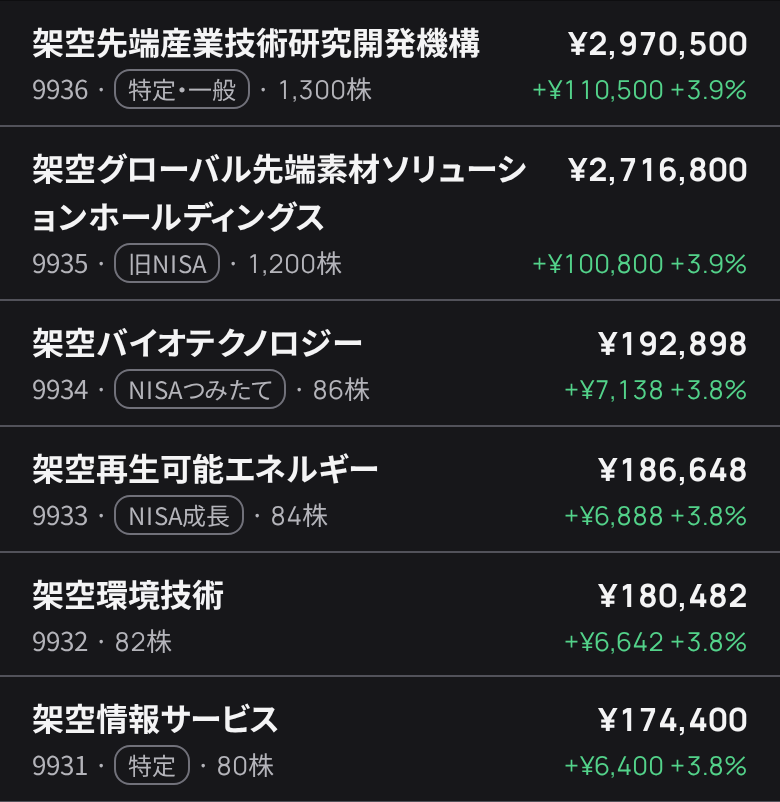 架空先端産業技術研究開発機構 ¥2,970,500
9936 · 特定・一般 · 1,300株 +¥110,500 +3.9%
架空グローバル先端素材ソリューシ ¥2,716,800
ョンホールディングス
9935 · 旧NISA · 1,200株 +¥100,800 +3.9%
架空バイオテクノロジー ¥192,898
9934 · NISAつみたて · 86株 +¥7,138 +3.8%
架空再生可能エネルギー ¥186,648
9933 · NISA成長 · 84株 +¥6,888 +3.8%
架空環境技術 ¥180,482
9932 · 82株 +¥6,642 +3.8%
架空情報サービス ¥174,400
9931 · 特定 · 80株 +¥6,400 +3.8%